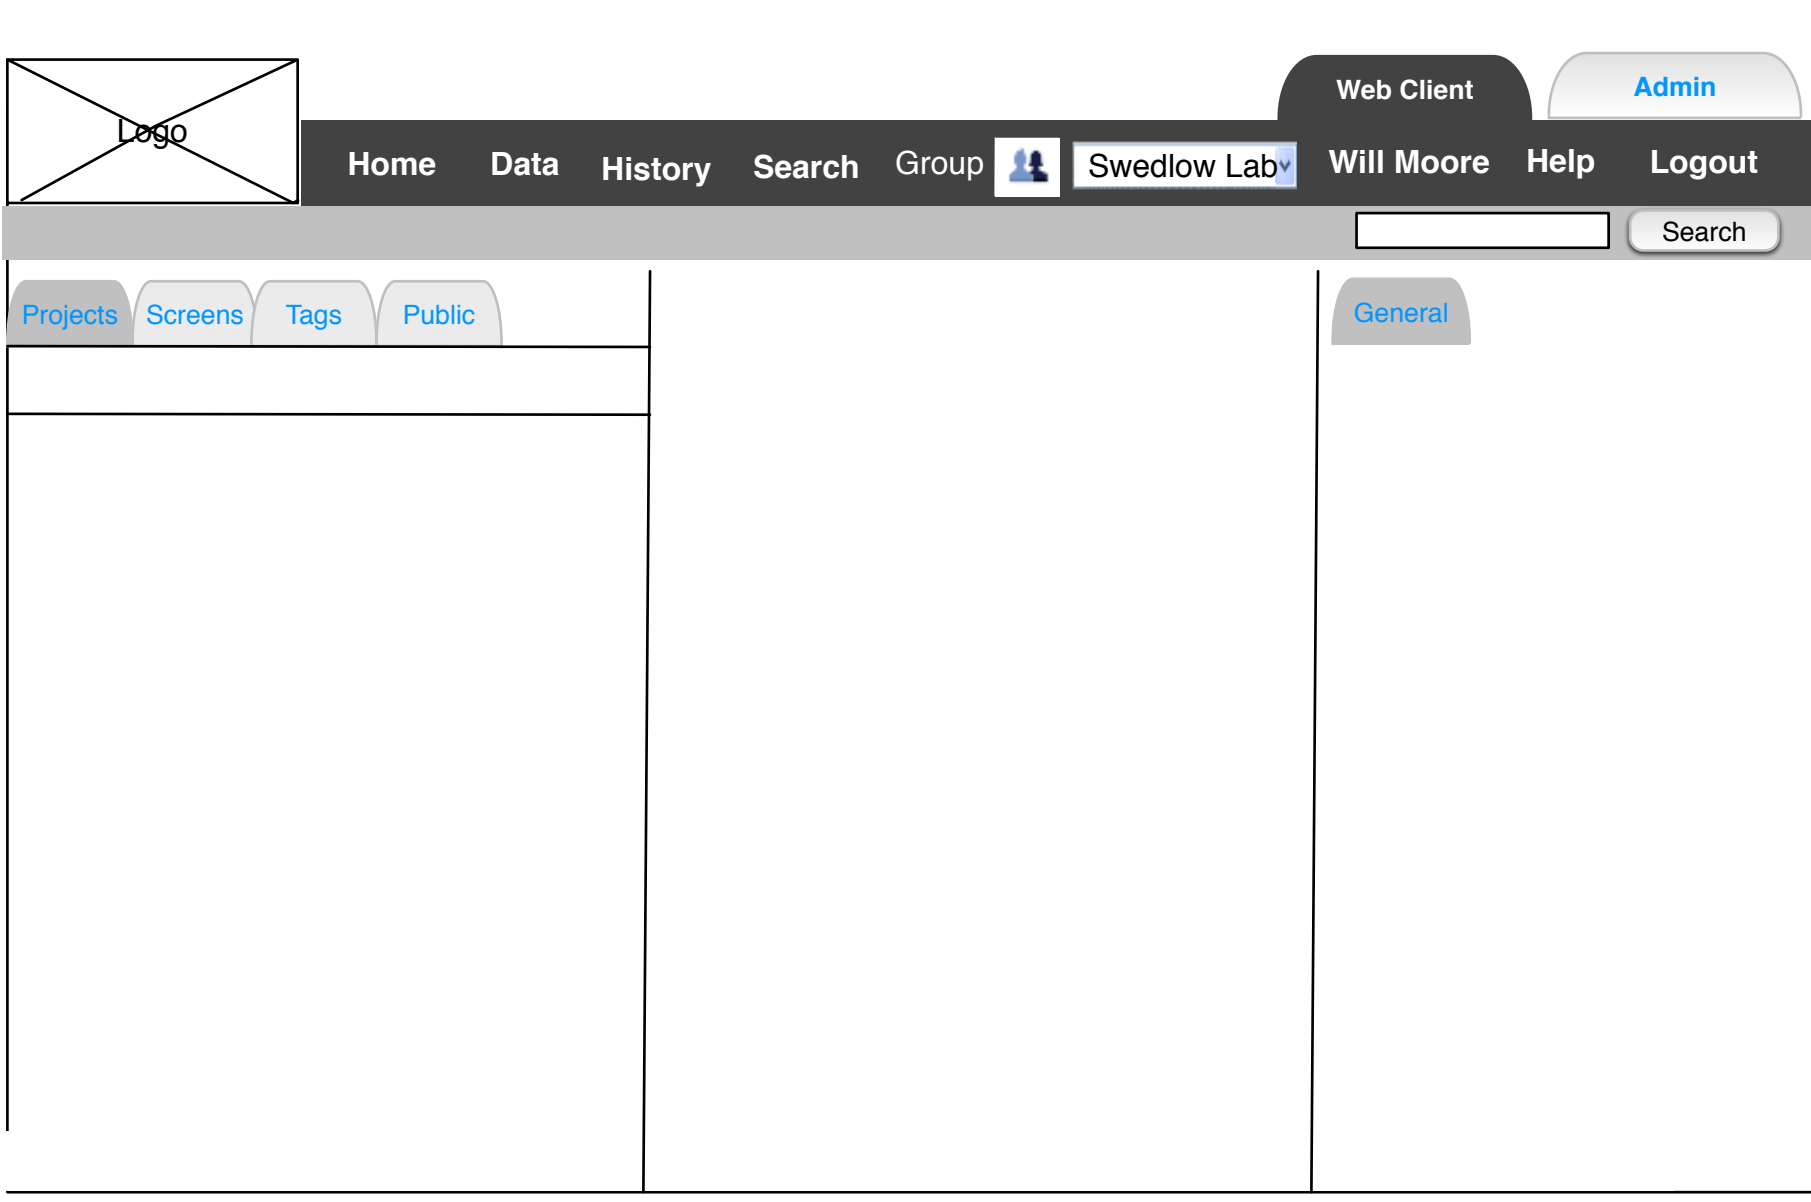 Web Client
Admin
Logo
Home Data History Search Group Swedlow Lab Will Moore Help Logout
Search
Projects Screens Tags Public
General